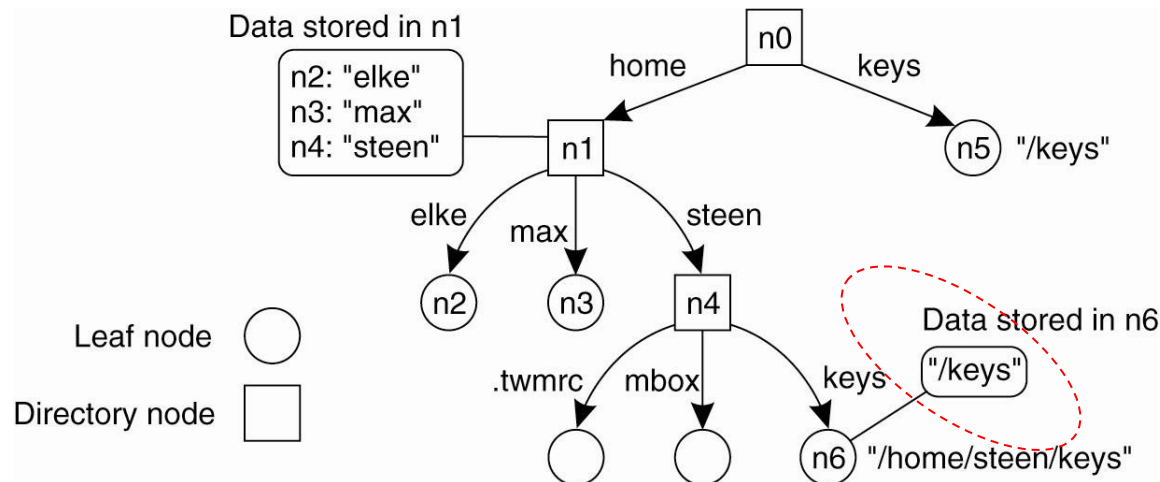 Data stored in n1
n0
n2: "elke"
n3: "max"
n4: "steen"
home
keys
n1
n5
"/keys"
elke
max
steen
n2
n3
n4
Data stored in n6
Leaf node
.twmrc
mbox
keys
"/keys"
Directory node
n6
"/home/steen/keys"